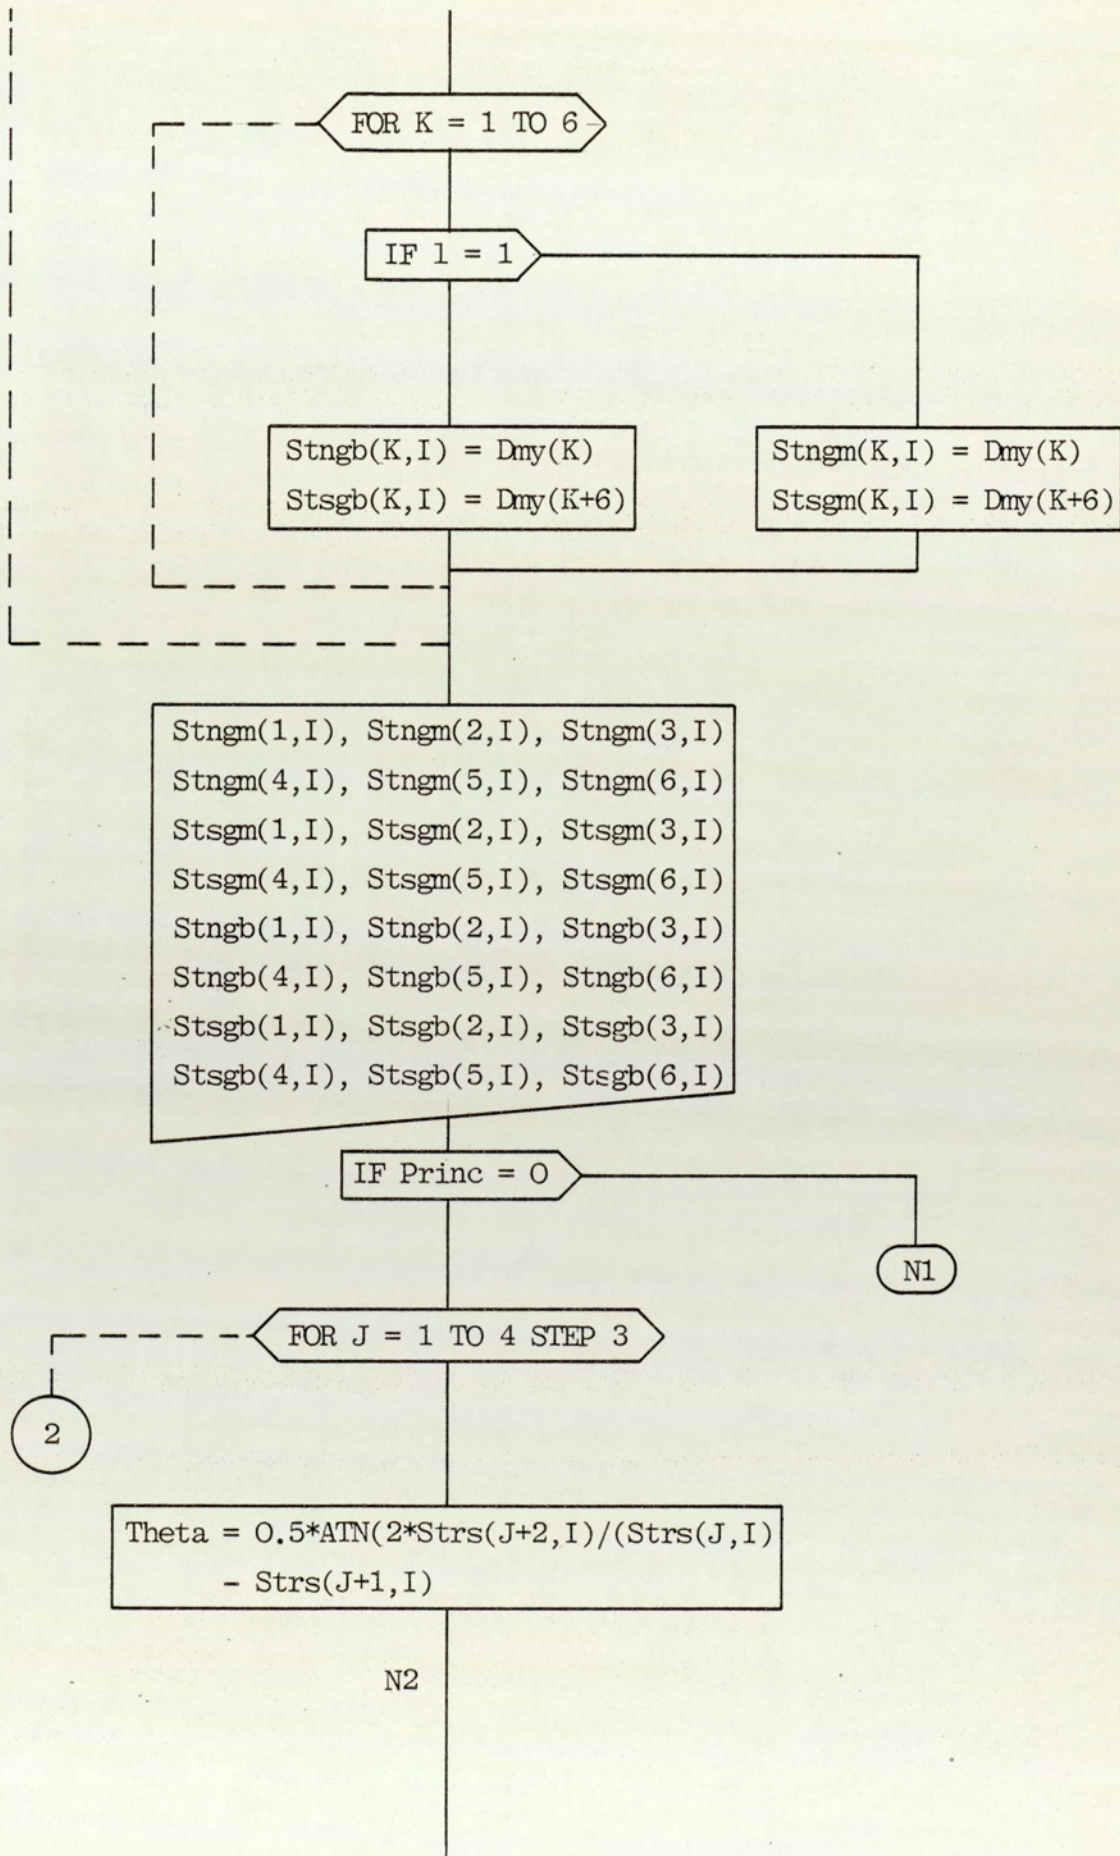 FOR K = 1 TO 6
IF l = 1
Stngb(K,I) = Dmy(K)
Stsgb(K,I) = Dmy(K+6)
Stngm(K,I) = Dmy(K)
Stsgm(K,I) = Dmy(K+6)
Stngm(1,I), Stngm(2,I), Stngm(3,I)
Stngm(4,I), Stngm(5,I), Stngm(6,I)
Stsgm(1,I), Stsgm(2,I), Stsgm(3,I)
Stsgm(4,I), Stsgm(5,I), Stsgm(6,I)
Stngb(1,I), Stngb(2,I), Stngb(3,I)
Stngb(4,I), Stngb(5,I), Stngb(6,I)
Stsgb(1,I), Stsgb(2,I), Stsgb(3,I)
Stsgb(4,I), Stsgb(5,I), Stsgb(6,I)
IF Princ = O
N1
FOR J = 1 TO 4 STEP 3
2
Theta = O.5*ATN(2*Strs(J+2,I)/(Strs(J,I)
- Strs(J+1,I)
N2